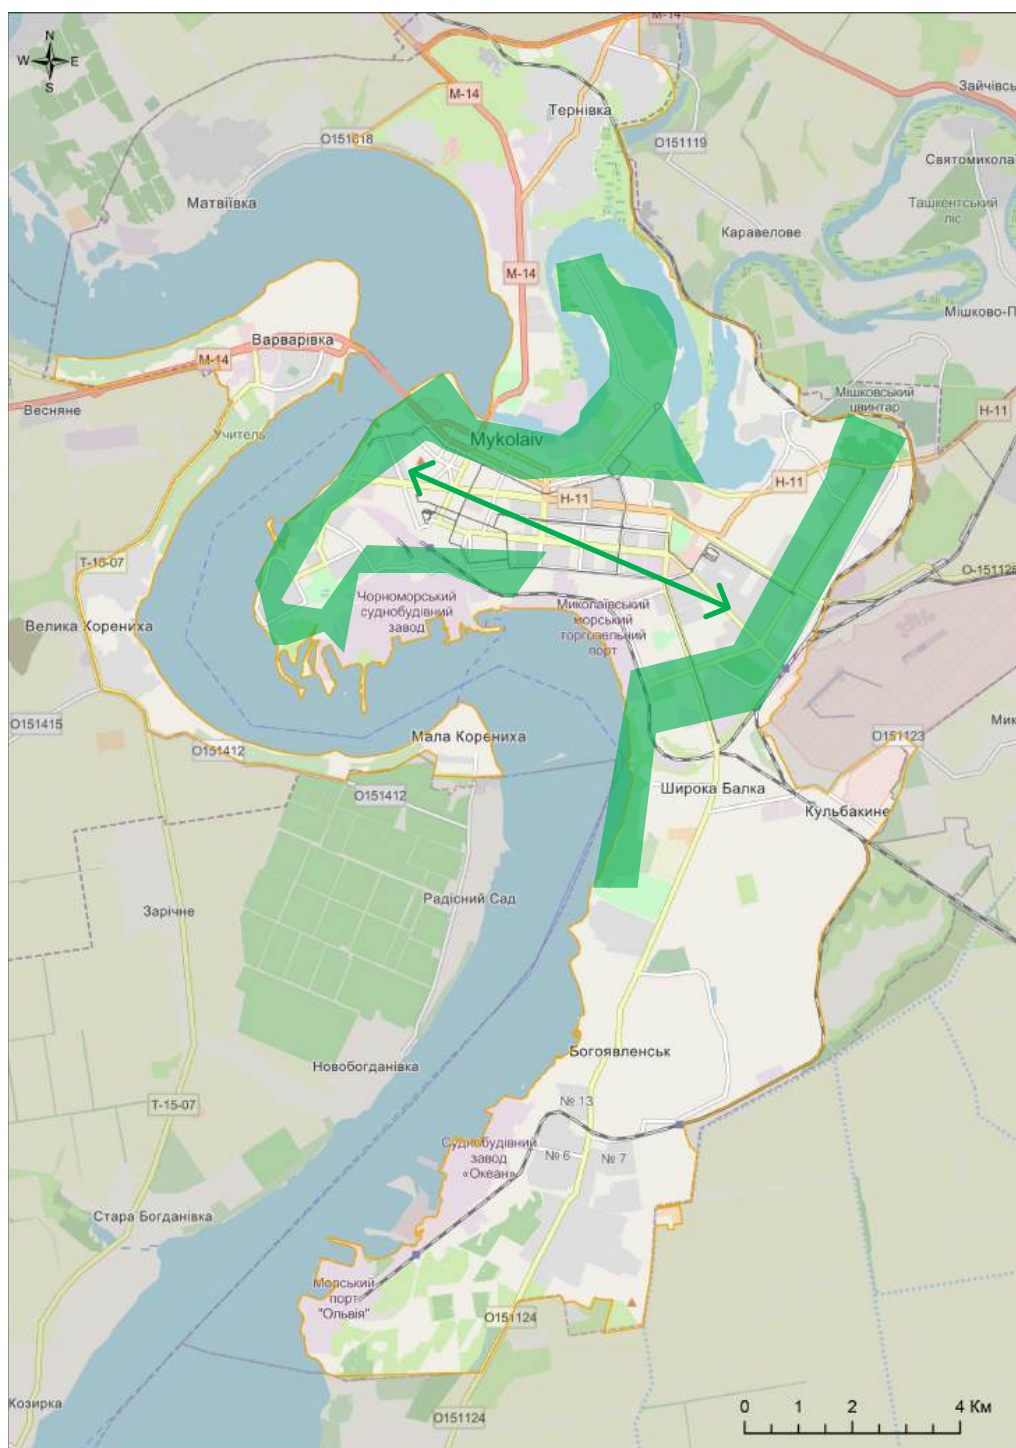 M-14
N
W E
S
M-14
Зайчівсь
Тернівка
О151618
О151119
Святомикола
Ташкентський
ліс
Матвіївка
Каравелове
M-14
Мішково-П
Варварівка
M-14
Мішковський
цвинтар
Весняне
Н-11
Учитель
Mykolaiv
Н-11
Н-11
Т-15-07
О-151125
Чорноморський
суднобудівний
завод
Миколаївський
морський
торговельний
порт
Велика Корениха
О151415
Мик
Мала Корениха
О151123
О151412
Широка Балка
О151412
Кульбакине
Радісний Сад
Зарічне
Богоявленськ
Новобогданівка
№ 13
Т-15-07
Суднобудівний
завод
«Океан»
№ 6
№ 7
Стара Богданівка
Морський
порт
"Ольвія"
О151124
Козирка
О151124
0 1 2 4 Км